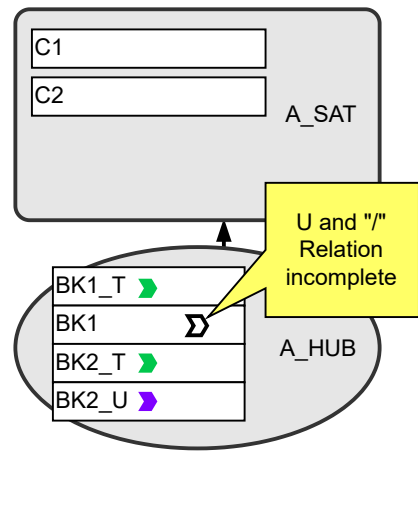 C1
C2
A_SAT
U and "/"
Relation
incomplete
BK1_T
BK1
BK2_T
BK2_U
A_HUB